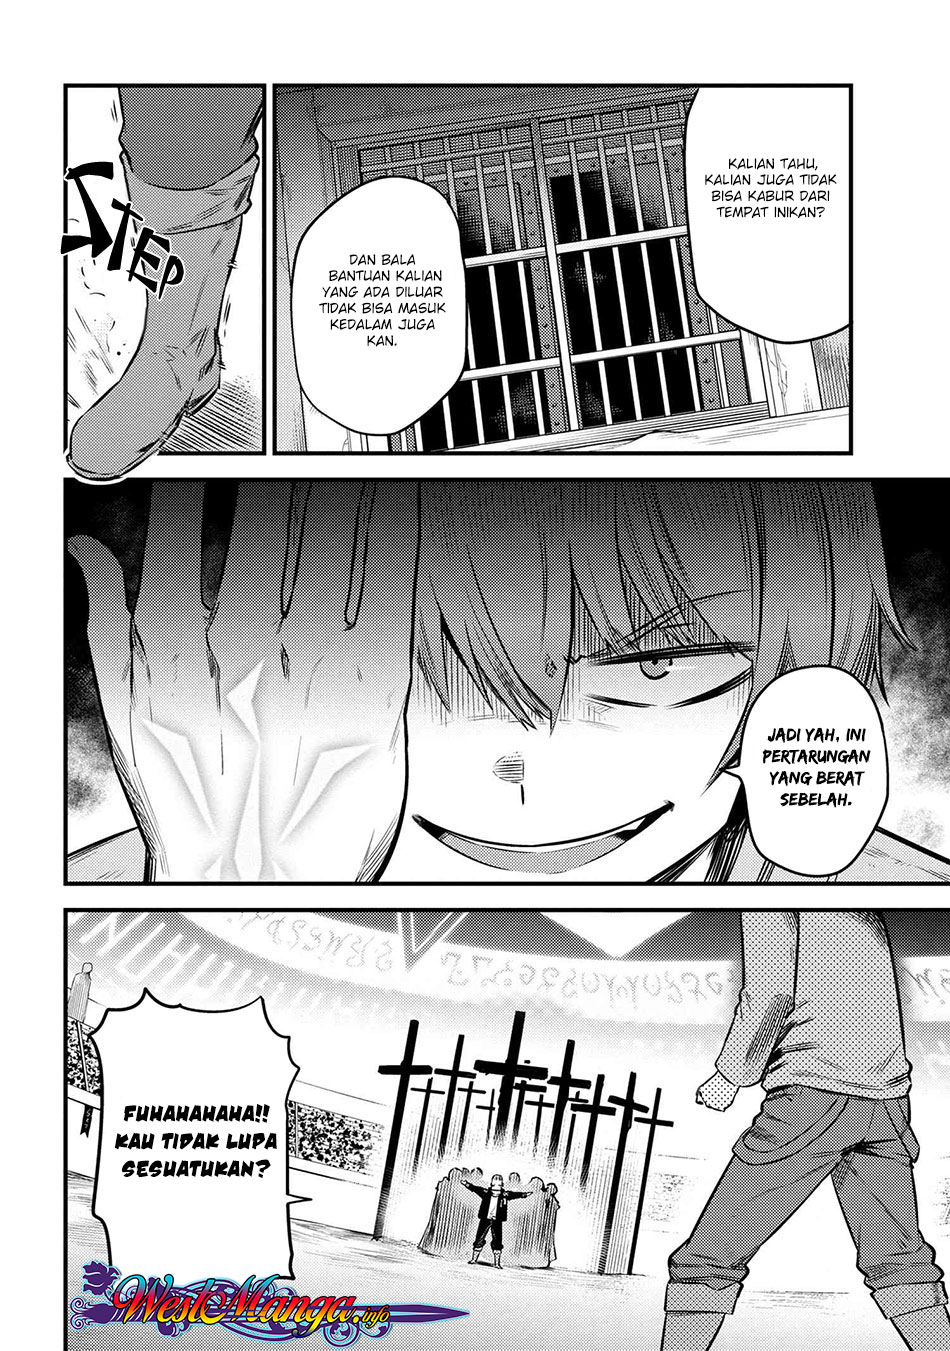 KALIAN TAHU,
KALIAN JUGA TIDAK
BISA KABUR DARI
TEMPAT INIKAN?
DAN BALA
BANTUAN KALIAN
YANG ADA DILUAR
TIDAK BISA MASUK
KEDALAM JUGA
KAN.
STEP
JADI YAH, INI
PERTARUNGAN
YANG BERAT
SEBELAH.
FUHAHAHAHA!!
KAU TIDAK LUPA
SESUATUKAN?
WestManga.info